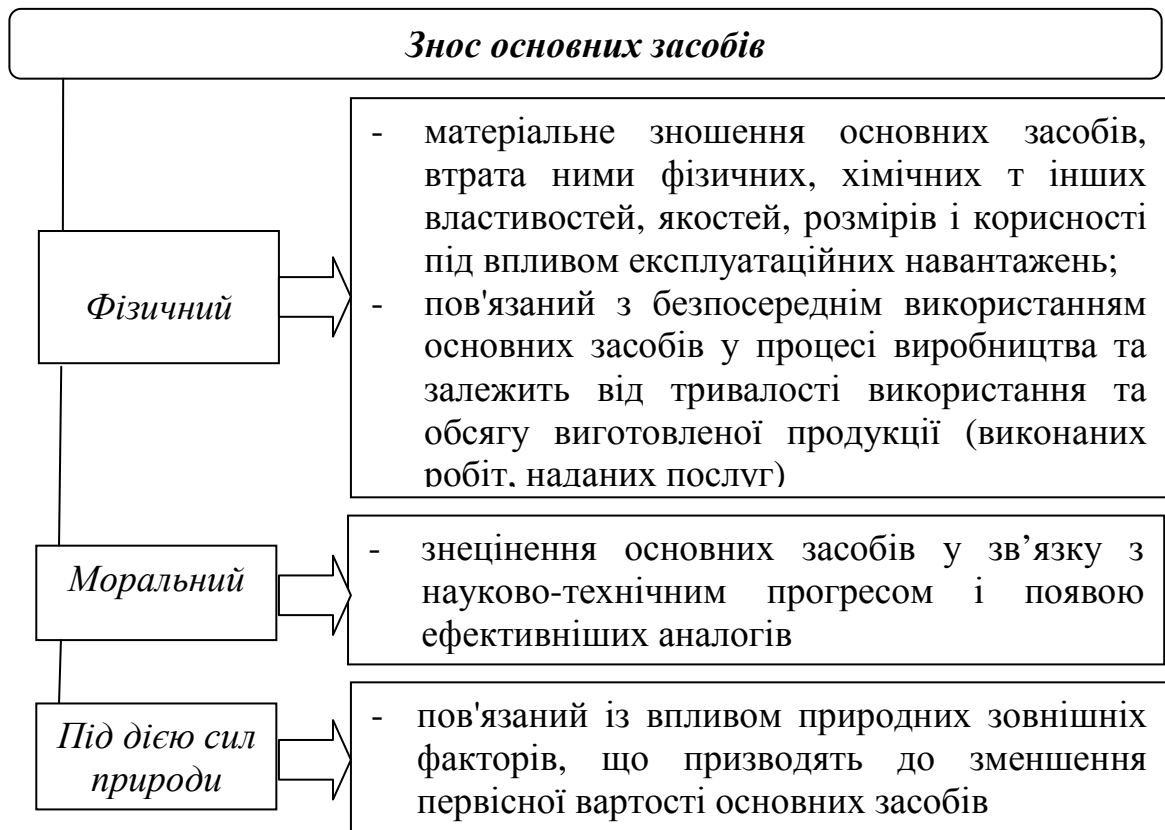 Знос основних засобів
Фізичний
- матеріальне зношення основних засобів,
втрата ними фізичних, хімічних т інших
властивостей, якостей, розмірів і корисності
під впливом експлуатаційних навантажень;
- пов'язаний з безпосереднім використанням
основних засобів у процесі виробництва та
залежить від тривалості використання та
обсягу виготовленої продукції (виконаних
робіт, наданих послуг)
Моральний
- знецінення основних засобів у зв’язку з
науково-технічним прогресом і появою
ефективніших аналогів
Під дією сил
природи
- пов'язаний із впливом природних зовнішніх
факторів, що призводять до зменшення
первісної вартості основних засобів